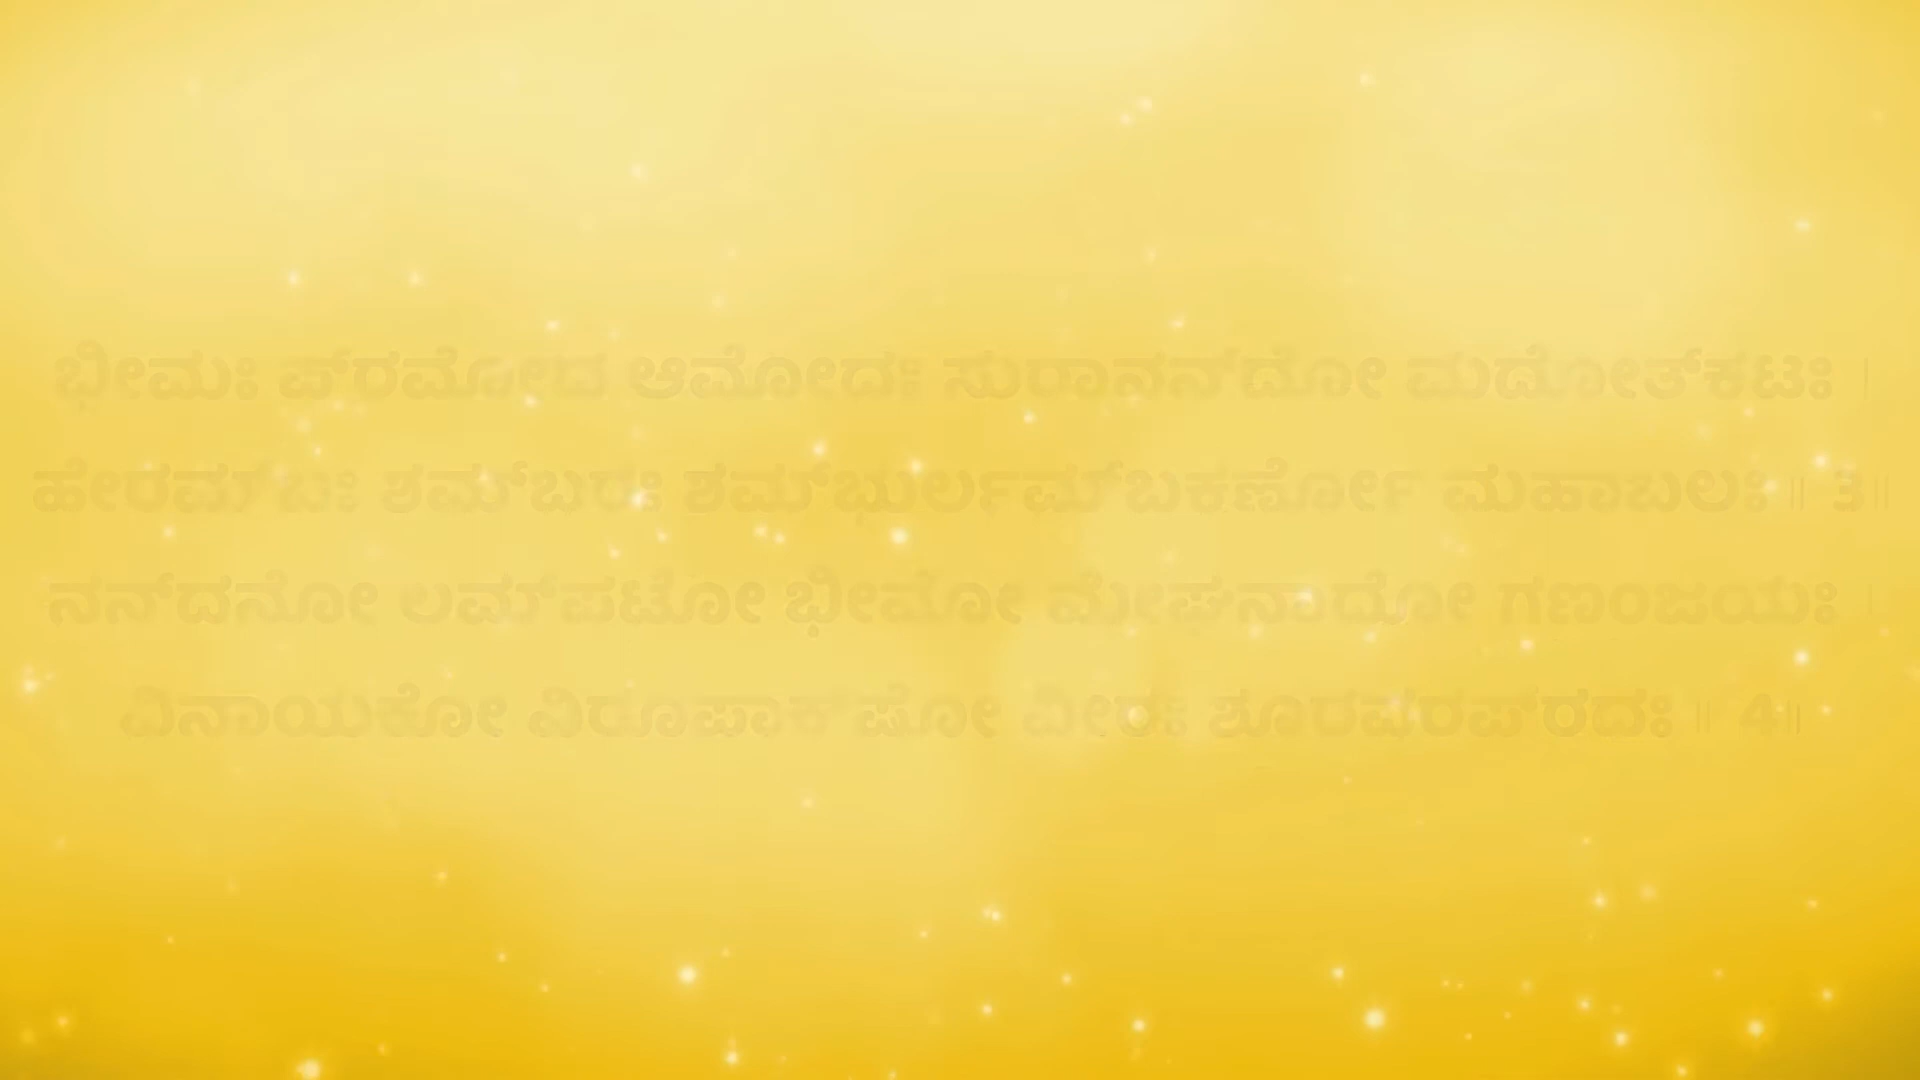 ಭೀಮಃ ಪ್‌ರಮೋದ ಆಮೋದಃ ಸುರಾನನ್‌ದೋ ಮದೋತ್‌ಕಟಃ ।
ಹೇರಮ್‌ಬಃ ಶಮ್‌ಬರಃ ಶಮ್‌ಭುರ್ಲಮ್‌ಬಕರ್ಣೋ ಮಹಾಬಲಃ ॥ 3॥
ನನ್‌ದನೋ ಲಮ್‌ಪಟೋ ಭೀಮೋ ಮೇಘನಾದೋ ಗಣಂಜಯಃ ।
ವಿನಾಯಕೋ ವಿರೂಪಾಕ್‌ಷೋ ವೀರಃ ಶೂರವರಪ್‌ರದಃ ॥ 4॥